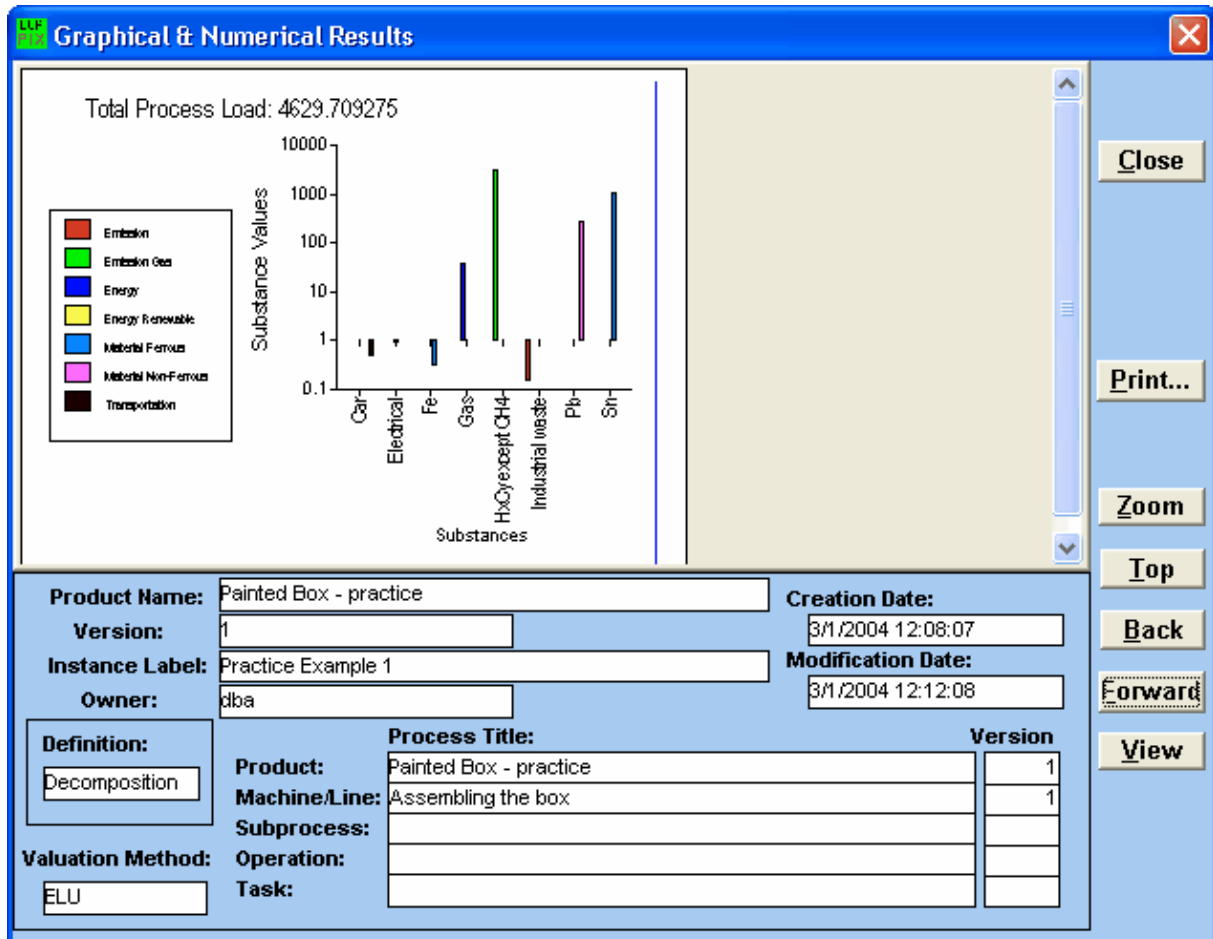 LLP
PIX
Graphical & Numerical Results
Total Process Load: 4629.709275
Substance Values
10000
1000
100
10
1
0.1
Emission
Emission Gas
Energy
Energy Renewable
Material Ferrous
Material Non-Ferrous
Transportation
Car
Electrical
Fe
Gas
HxCy except CH4
Industrial waste
Pb
Sn
Substances
Close
Print...
Zoom
Top
Back
Forward
View
Product Name: Painted Box - practice
Version: 1
Instance Label: Practice Example 1
Owner: dba
Creation Date:
3/1/2004 12:08:07
Modification Date:
3/1/2004 12:12:08
Definition:
Decomposition
Valuation Method:
ELU
Process Title: Version
Product: Painted Box - practice 1
Machine/Line: Assembling the box 1
Subprocess:
Operation:
Task: